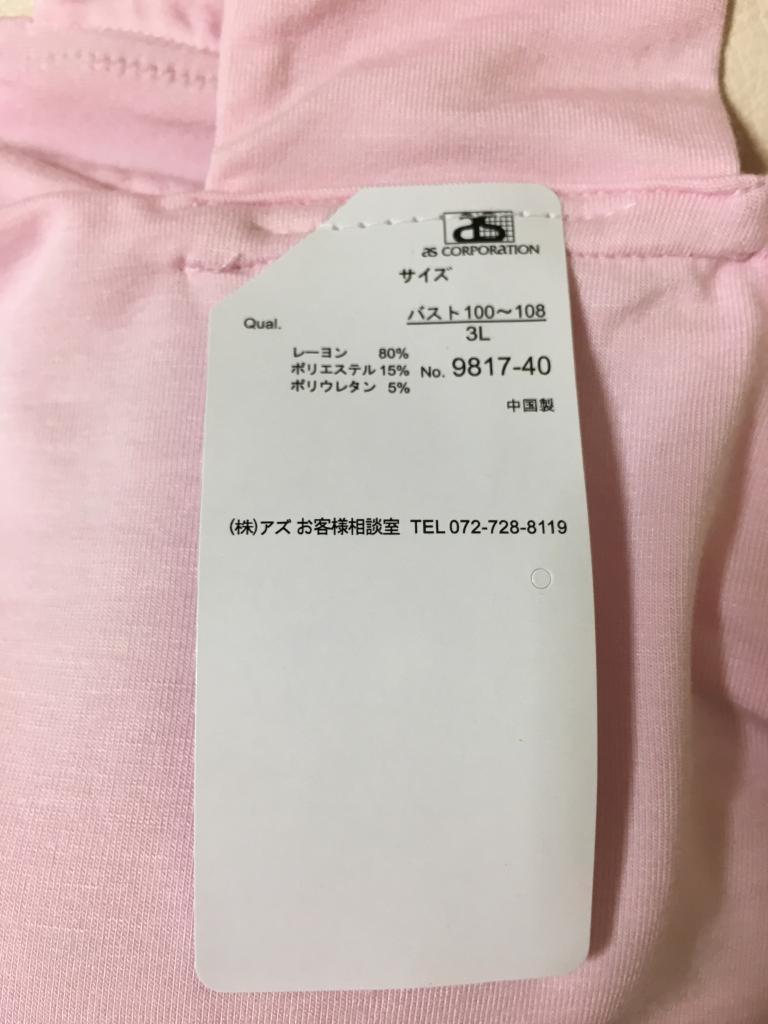 as
as CORPORATION
サイズ
バスト100〜108
3L
Qual.
レーヨン 80%
ポリエステル 15%
ポリウレタン 5%
No. 9817-40
中国製
(株)アズ お客様相談室 TEL 072-728-8119